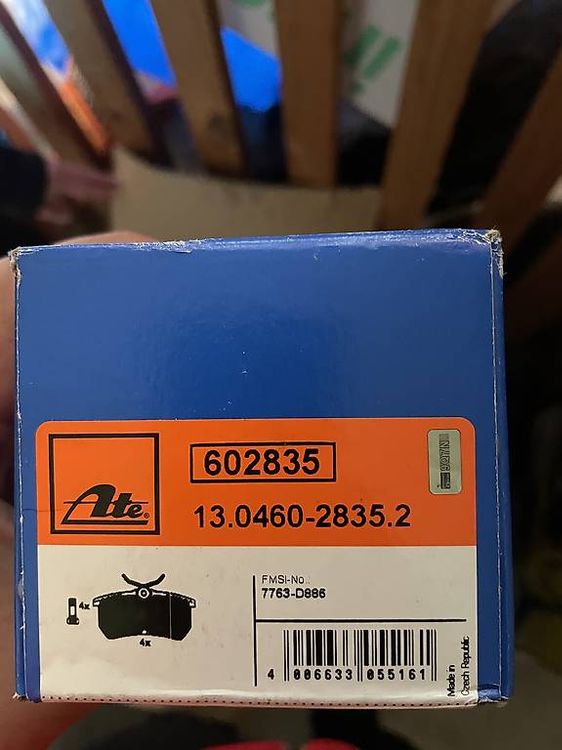 Ate®
602835
13.0460-2835.2
4x
4x
FMSI-No.:
7763-D886
4 006633 055161
Made in
Czech Republic